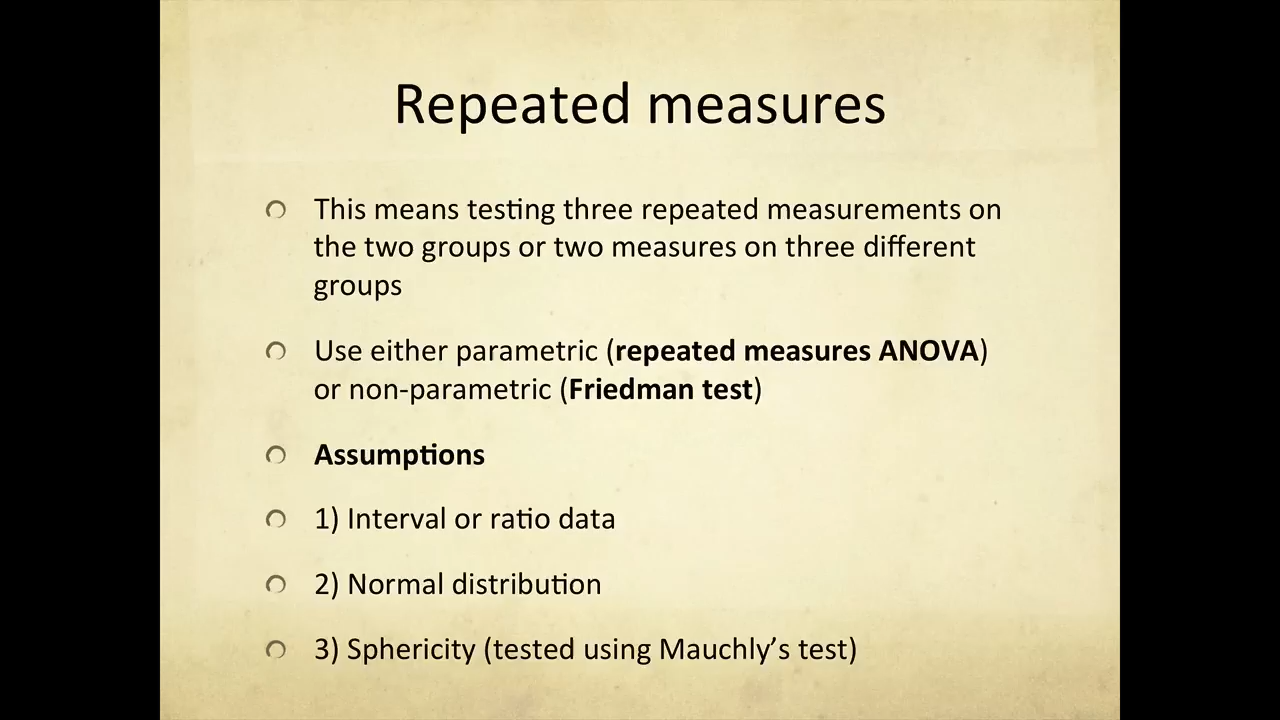 Repeated measures
This means testing three repeated measurements on
the two groups or two measures on three different
groups
Use either parametric (repeated measures ANOVA)
or non-parametric (Friedman test)
Assumptions
1) Interval or ratio data
2) Normal distribution
3) Sphericity (tested using Mauchly’s test)